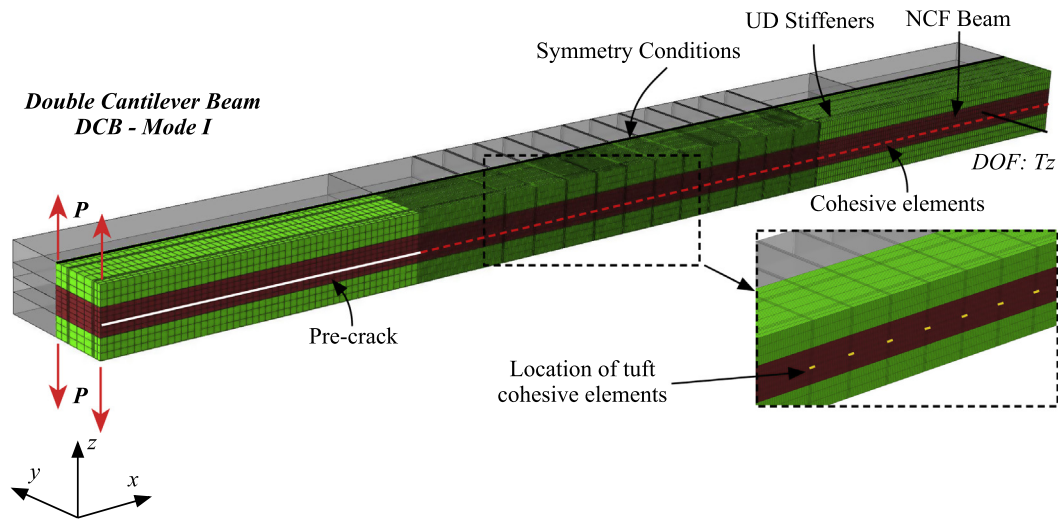 UD Stiffeners
NCF Beam
Symmetry Conditions
Double Cantilever Beam
DCB - Mode I
DOF: Tz
P
Cohesive elements
Pre-crack
Location of tuft
cohesive elements
P
z
y
x